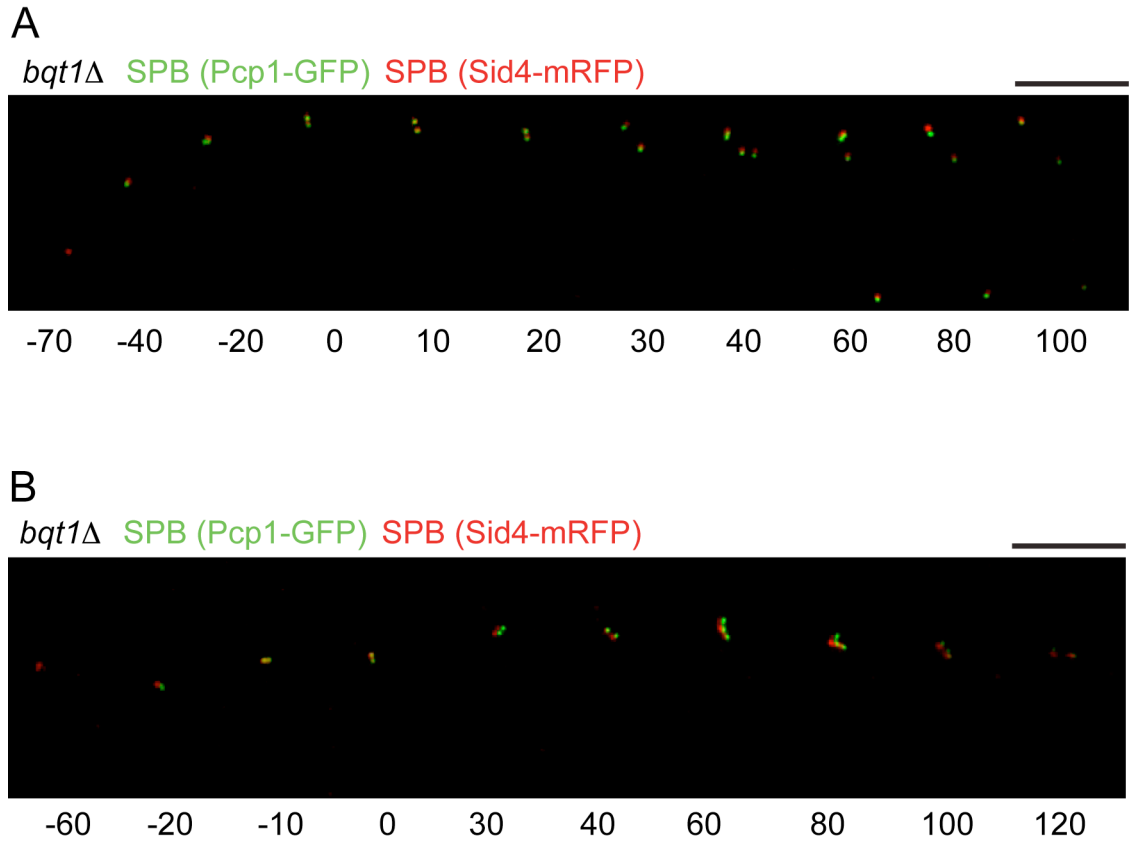 A
bqt1Δ SPB (Pcp1-GFP) SPB (Sid4-mRFP)
-70 -40 -20 0 10 20 30 40 60 80 100
B
bqt1Δ SPB (Pcp1-GFP) SPB (Sid4-mRFP)
-60 -20 -10 0 30 40 60 80 100 120